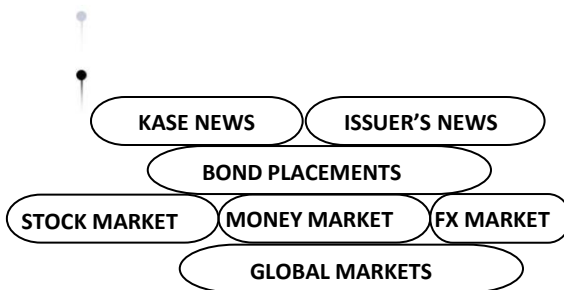 KASE NEWS ISSUER’S NEWS
BOND PLACEMENTS
STOCK MARKET MONEY MARKET FX MARKET
GLOBAL MARKETS